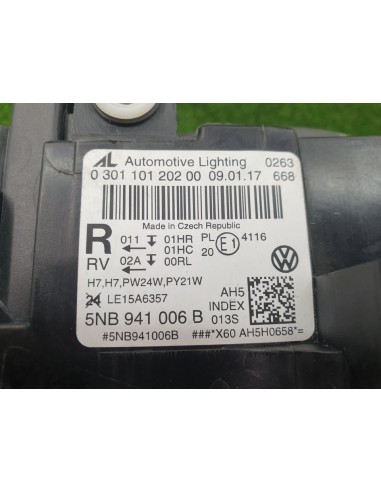 AL Automotive Lighting 0263
0 301 101 202 00 09.01.17 668
Made in Czech Republic
R 011 01HR PL E1 4116
01HC 20
RV 02A 00RL
H7,H7,PW24W,PY21W
24 LE15A6357 AH5
INDEX
5NB 941 006 B 013S
#5NB941006B ###*X60 AH5H0658*=